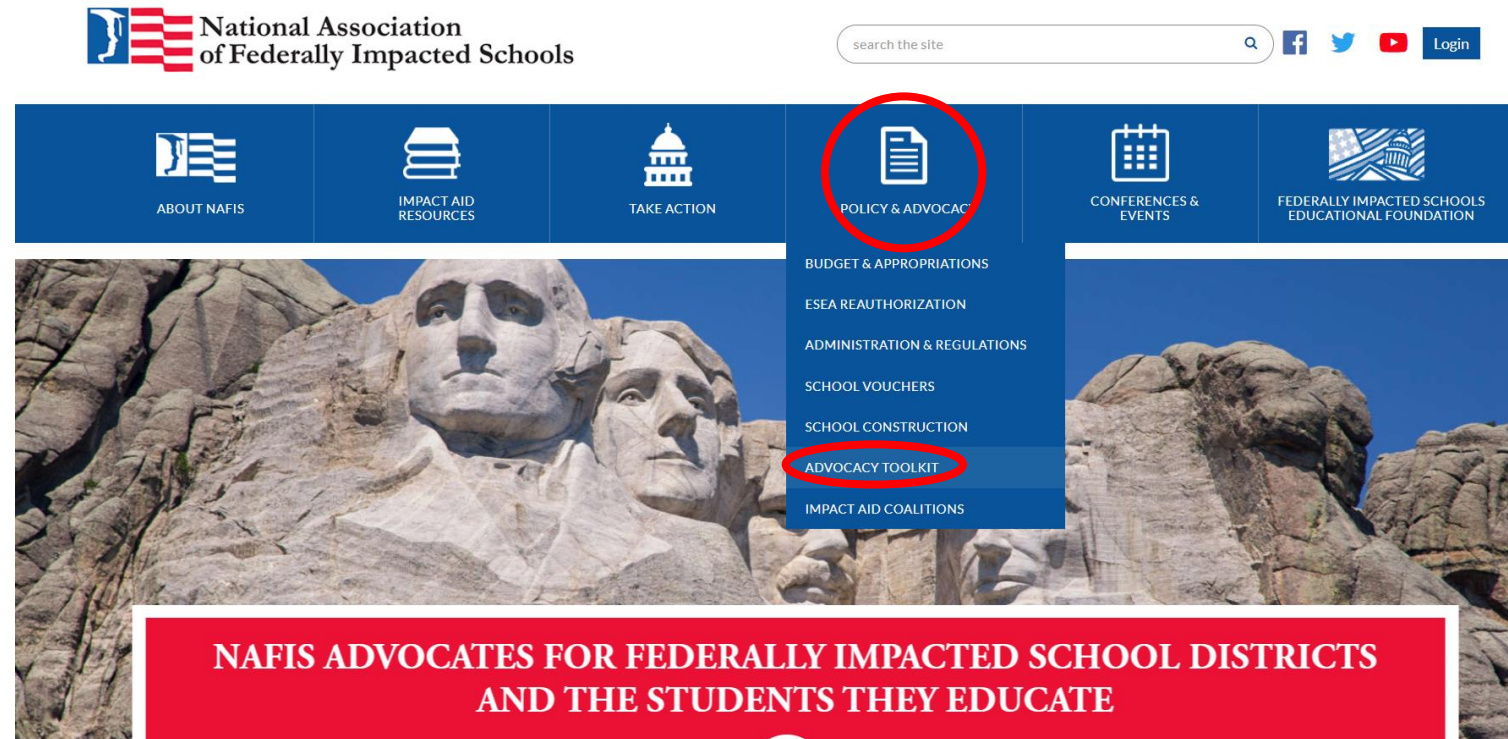 National Association
of Federally Impacted Schools
search the site
Login
ABOUT NAFIS
IMPACT AID
RESOURCES
TAKE ACTION
POLICY & ADVOCACY
CONFERENCES &
EVENTS
FEDERALLY IMPACTED SCHOOLS
EDUCATIONAL FOUNDATION
BUDGET & APPROPRIATIONS
ESEA REAUTHORIZATION
ADMINISTRATION & REGULATIONS
SCHOOL VOUCHERS
SCHOOL CONSTRUCTION
ADVOCACY TOOLKIT
IMPACT AID COALITIONS
NAFIS ADVOCATES FOR FEDERALLY IMPACTED SCHOOL DISTRICTS
AND THE STUDENTS THEY EDUCATE